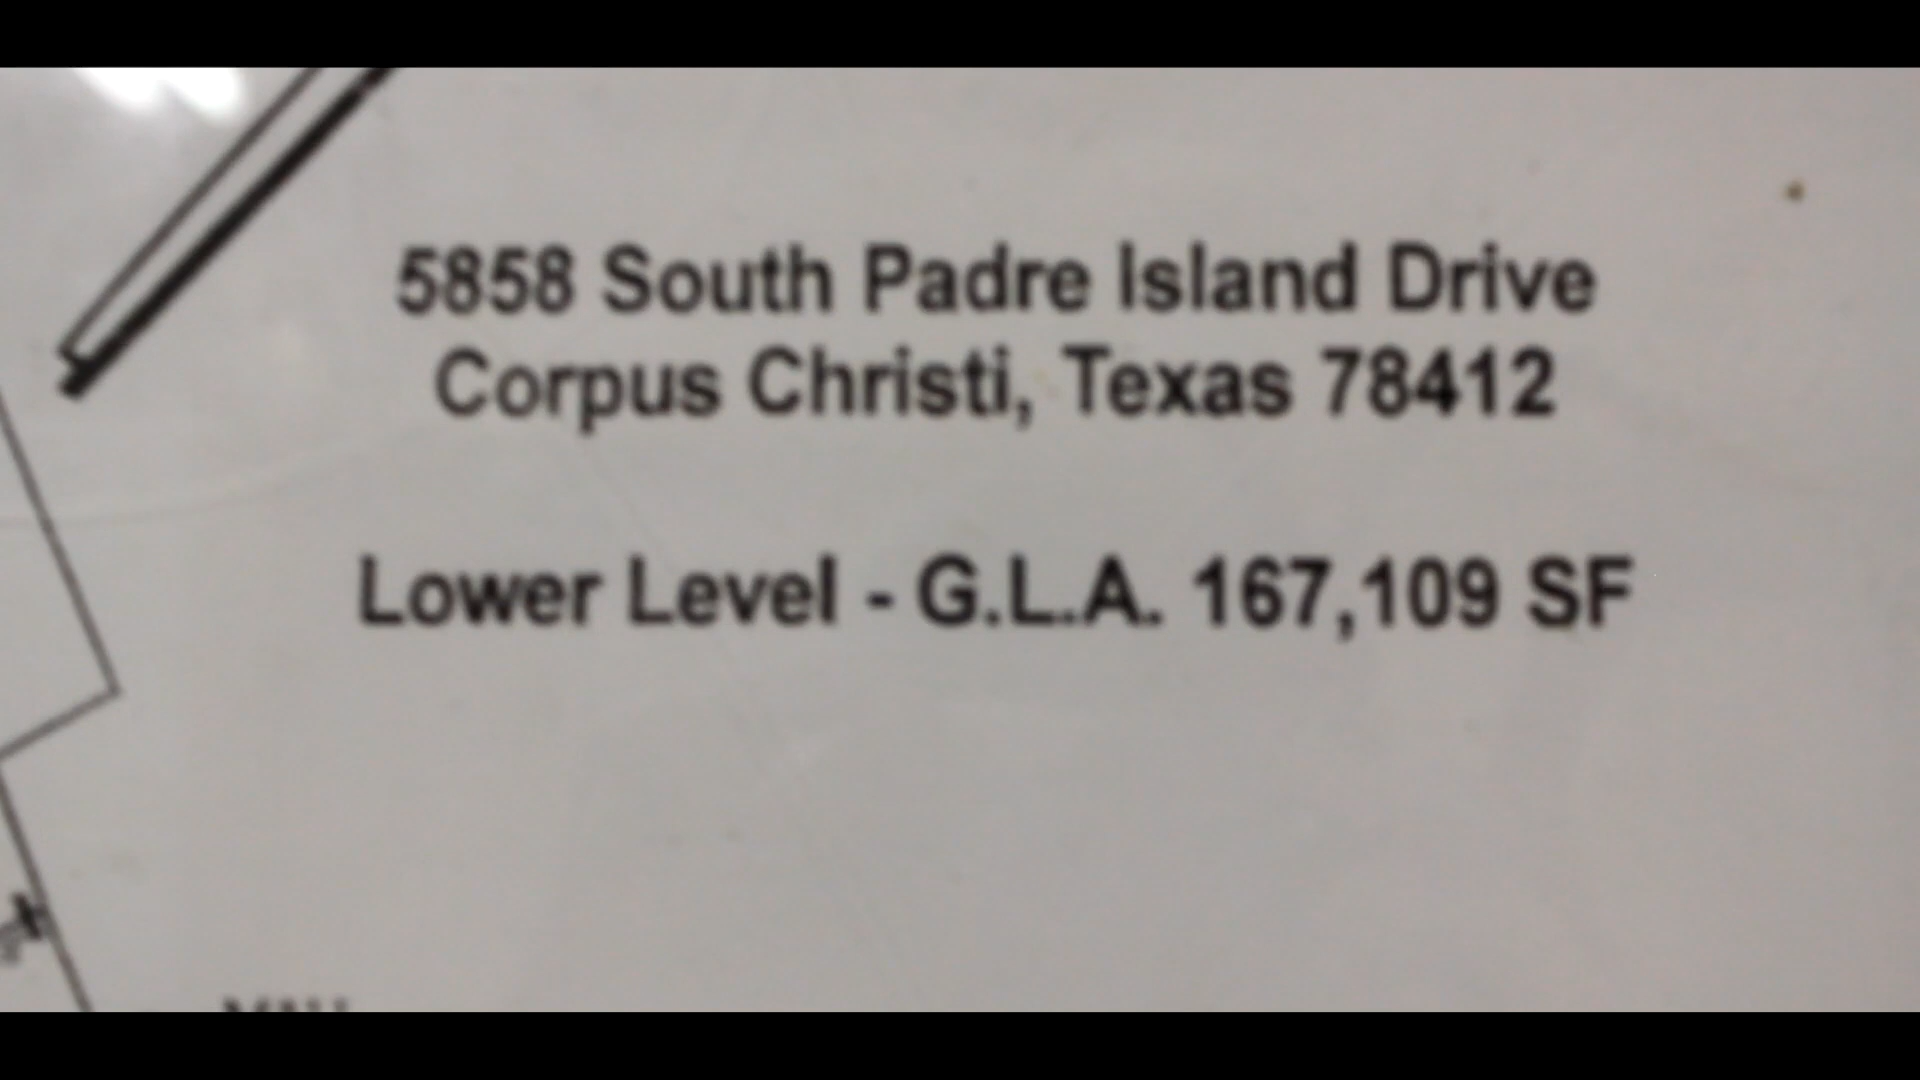 5858 South Padre Island Drive
Corpus Christi, Texas 78412
Lower Level - G.L.A. 167,109 SF